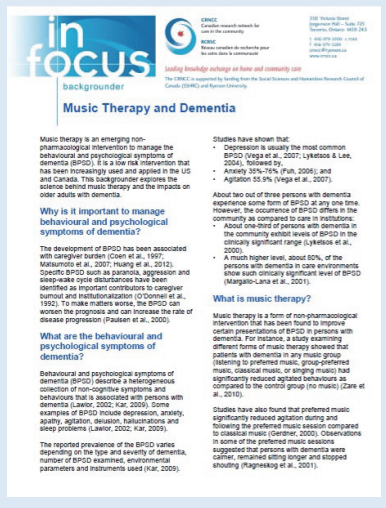 in
focus
backgrounder
CRNCC
Canadian research network for
care in the community
RCRSC
Réseau canadien de recherche pour
les soins dans la communauté
350 Victoria Street
Jorgenson Hall – Suite 725
Toronto, Ontario M5B 2K3
Leading knowledge exchange on home and community care
The CRNCC is supported by funding from the Social Sciences and Humanities Research Council of
Canada (SSHRC) and Ryerson University.
Music Therapy and Dementia
Music therapy is an emerging non-
pharmacological intervention to manage the
behavioural and psychological symptoms of
dementia (BPSD). It is a low risk intervention that
has been increasingly used and applied in the US
and Canada. This backgrounder explores the
science behind music therapy and the impacts on
older adults with dementia.
Why is it important to manage
behavioural and psychological
symptoms of dementia?
The development of BPSD has been associated
with caregiver burden (Coen et al., 1997;
Matsumoto et al., 2007; Huang et al., 2012).
Specific BPSD such as paranoia, aggression and
sleep-wake cycle disturbances have been
identified as important contributors to caregiver
burnout and institutionalization (O'Donnell et al.,
1992). To make matters worse, the BPSD can
worsen the prognosis and can increase the rate of
disease progression (Paulsen et al., 2000).
What are the behavioural and
psychological symptoms of
dementia?
Behavioural and psychological symptoms of
dementia (BPSD) describe a heterogeneous
collection of non-cognitive symptoms and
behaviours that is associated with persons with
dementia (Lawlor, 2002; Kar, 2009). Some
examples of BPSD include depression, anxiety,
apathy, agitation, delusion, hallucinations and
sleep problems (Lawlor, 2002; Kar, 2009).
The reported prevalence of the BPSD varies
depending on the type and severity of dementia,
number of BPSD examined, environmental
parameters and instruments used (Kar, 2009).
Studies have shown that:
• Depression is usually the most common
BPSD (Vega et al., 2007; Lyketsos & Lee,
2004), followed by,
• Anxiety 35%-76% (Fuh, 2006); and
• Agitation 55.9% (Vega et al., 2007).
About two out of three persons with dementia
experience some form of BPSD at any one time.
However, the occurrence of BPSD differs in the
community as compared to care in institutions:
• About one-third of persons with dementia in
the community exhibit levels of BPSD in the
clinically significant range (Lyketsos et al.,
2000).
• A much higher level, about 80%, of the
persons with dementia in care environments
show such clinically significant level of BPSD
(Margallo-Lana et al., 2001).
What is music therapy?
Music therapy is a form of non-pharmacological
intervention that has been found to improve
certain presentations of BPSD in persons with
dementia. For instance, a study examining
different forms of music therapy showed that
patients with dementia in any music group
(listening to preferred music, group-preferred
music, classical music, or singing music) had
significantly reduced agitated behaviours as
compared to the control group (no music) (Zare et
al., 2010).
Studies have also found that preferred music
significantly reduced agitation during and
following the preferred music session compared
to classical music (Gerdner, 2000). Observations
in some of the preferred music sessions
suggested that persons with dementia were
calmer, remained sitting longer and stopped
shouting (Ragneskog et al., 2001).